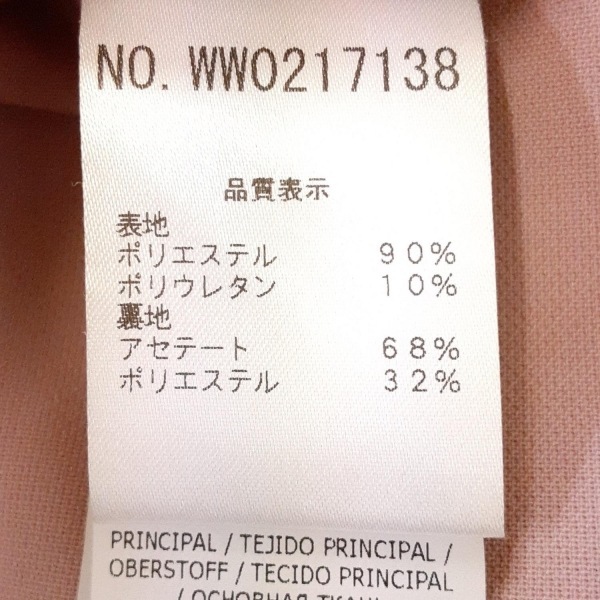 NO. WW0217138
品質表示
表地
ポリエステル 90%
ポリウレタン 10%
裏地
アセテート 68%
ポリエステル 32%
PRINCIPAL / TEJIDO PRINCIPAL /
OBERSTOFF / TECIDO PRINCIPAL
/ ОСНОВНАЯ ТКАНЬ